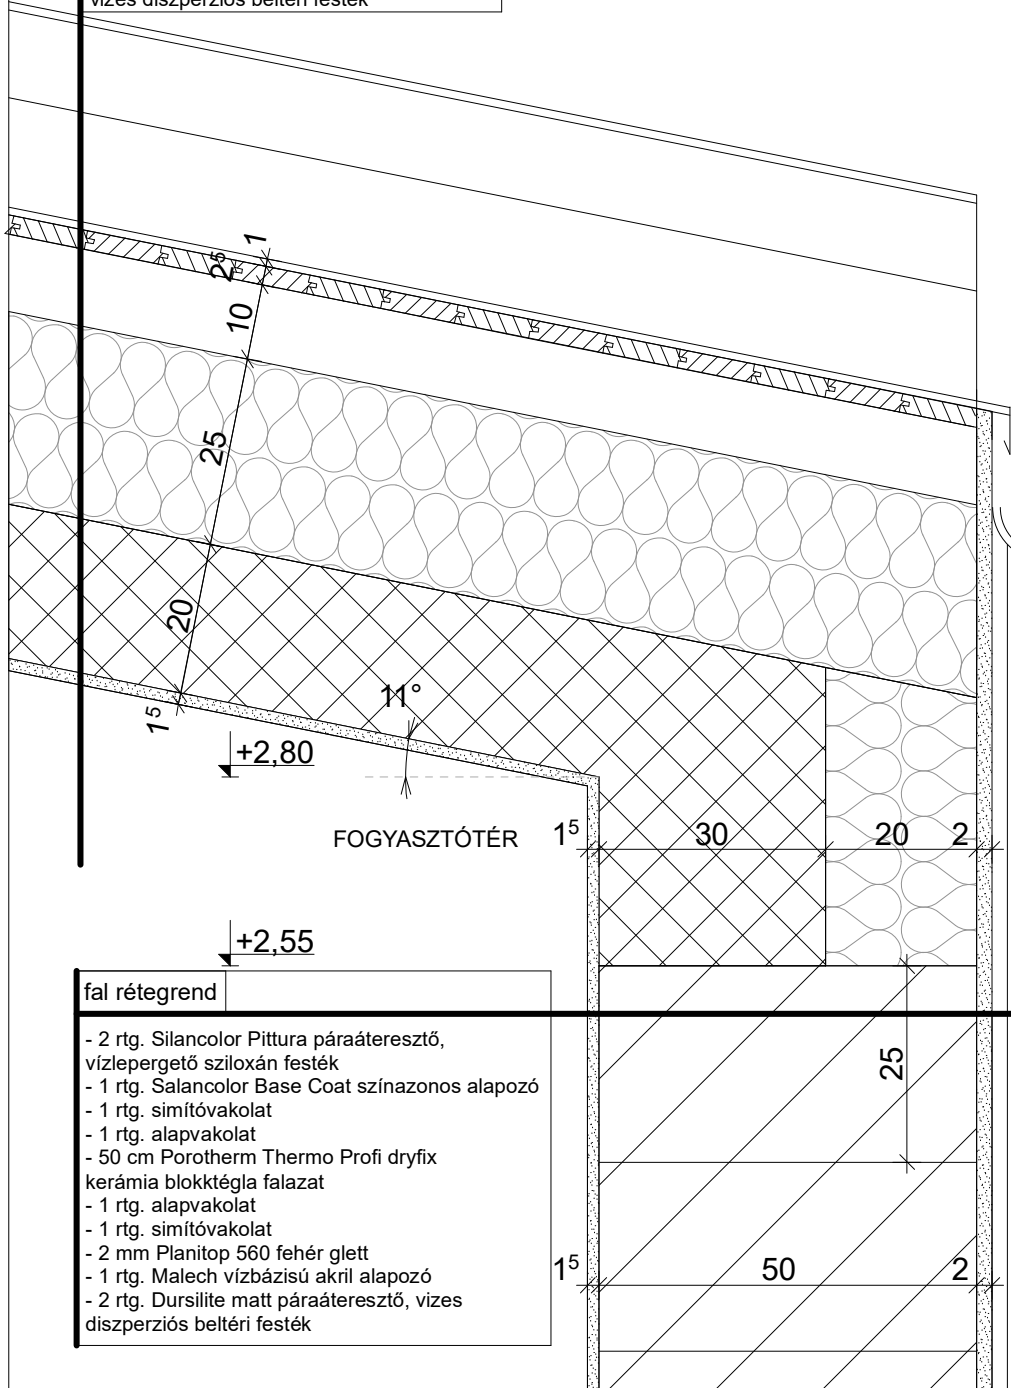 vizes diszperziós beltéri festék
1
2⁵
10
25
20
1⁵
11°
+2,80
FOGYASZTÓTÉR
1⁵ 30 20 2
+2,55
fal rétegrend
- 2 rtg. Silancolor Pittura páraáteresztő,
vízlepergető sziloxán festék
- 1 rtg. Salancolor Base Coat színazonos alapozó
- 1 rtg. simítóvakolat
- 1 rtg. alapvakolat
- 50 cm Porotherm Thermo Profi dryfix
kerámia blokktégla falazat
- 1 rtg. alapvakolat
- 1 rtg. simítóvakolat
- 2 mm Planitop 560 fehér glett
- 1 rtg. Malech vízbázisú akril alapozó
- 2 rtg. Dursilite matt páraáteresztő, vizes
diszperziós beltéri festék
25
1⁵ 50 2